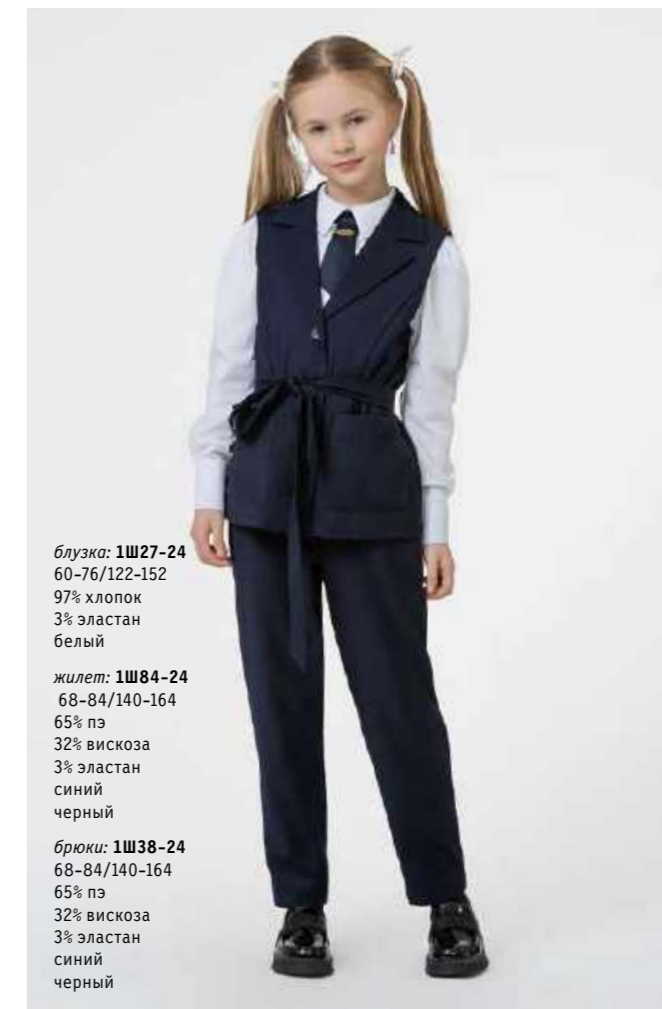 блузка: 1Ш27-24
60-76/122-152
97% хлопок
3% эластан
белый
жилет: 1Ш84-24
68-84/140-164
65% пэ
32% вискоза
3% эластан
синий
черный
брюки: 1Ш38-24
68-84/140-164
65% пэ
32% вискоза
3% эластан
синий
черный